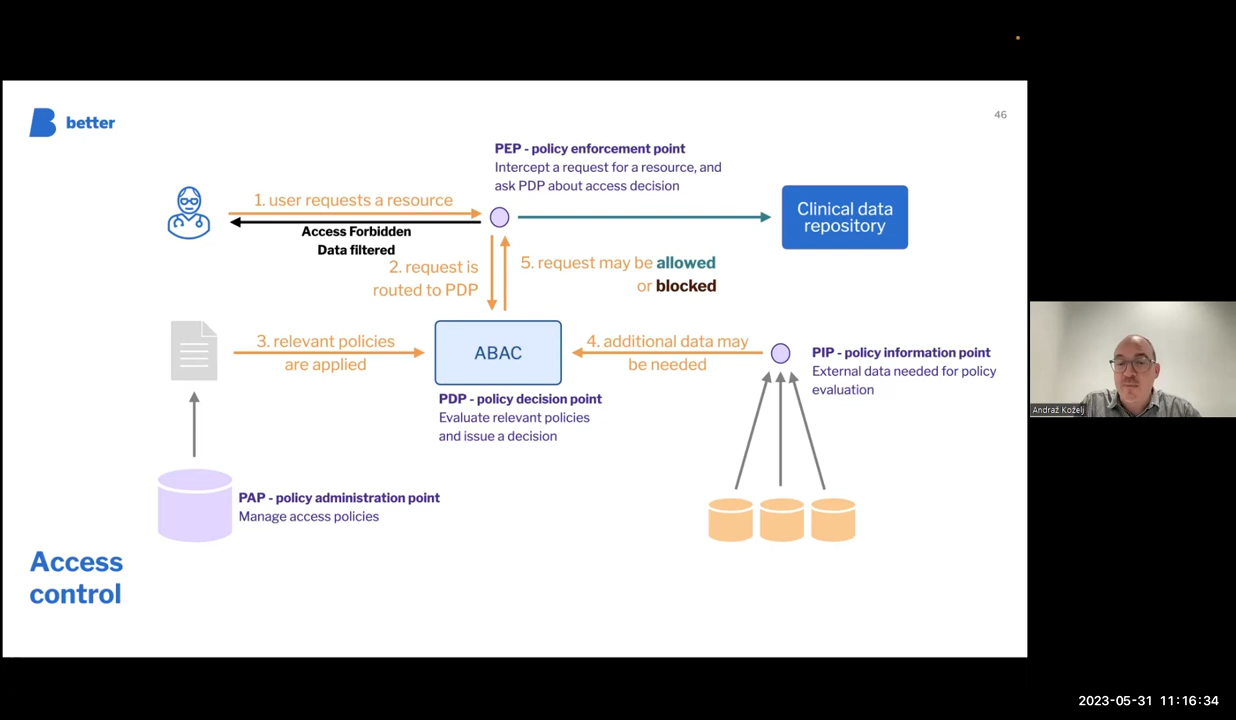 better
46
PEP - policy enforcement point
Intercept a request for a resource, and
ask PDP about access decision
1. user requests a resource
Access Forbidden
Data filtered
Clinical data
repository
2. request is
routed to PDP
5. request may be allowed
or blocked
3. relevant policies
are applied
ABAC
4. additional data may
be needed
PIP - policy information point
External data needed for policy
evaluation
PDP - policy decision point
Evaluate relevant policies
and issue a decision
PAP - policy administration point
Manage access policies
Access
control
Andraž Koželj
2023-05-31 11:16:34